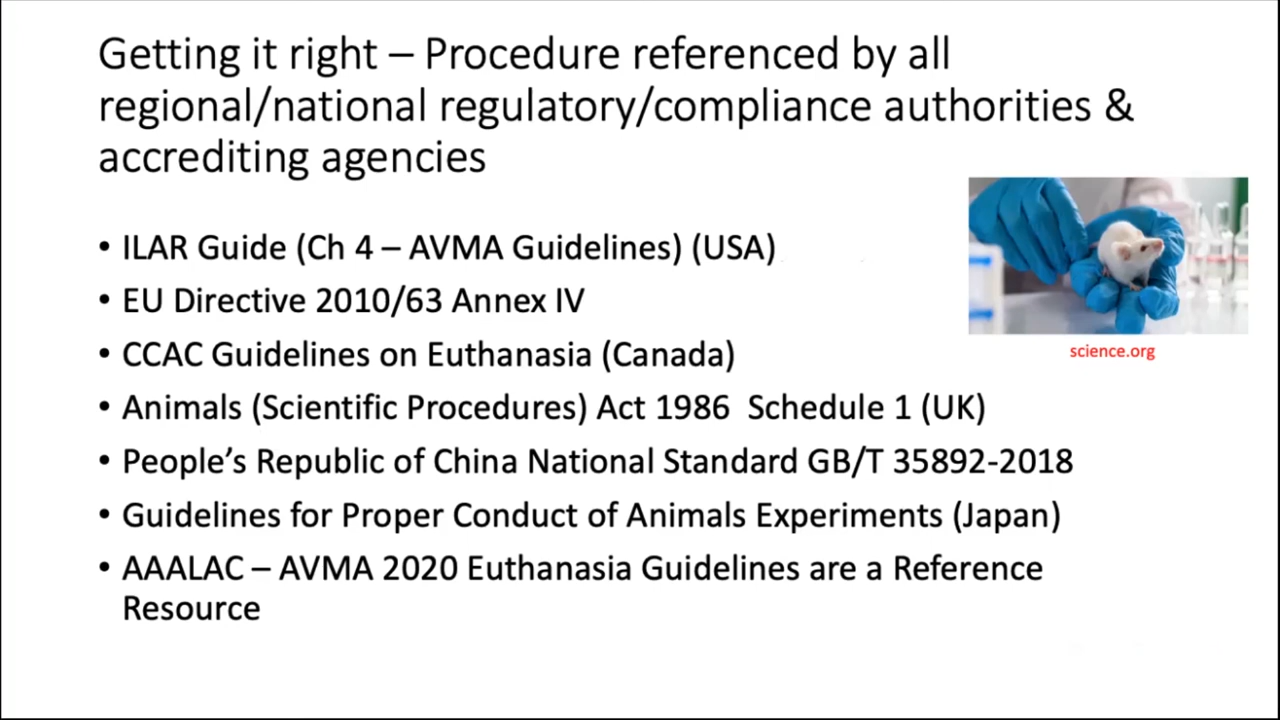 Getting it right – Procedure referenced by all
regional/national regulatory/compliance authorities &
accrediting agencies
• ILAR Guide (Ch 4 – AVMA Guidelines) (USA)
• EU Directive 2010/63 Annex IV
science.org
• CCAC Guidelines on Euthanasia (Canada)
• Animals (Scientific Procedures) Act 1986  Schedule 1 (UK)
• People’s Republic of China National Standard GB/T 35892-2018
• Guidelines for Proper Conduct of Animals Experiments (Japan)
• AAALAC – AVMA 2020 Euthanasia Guidelines are a Reference
Resource